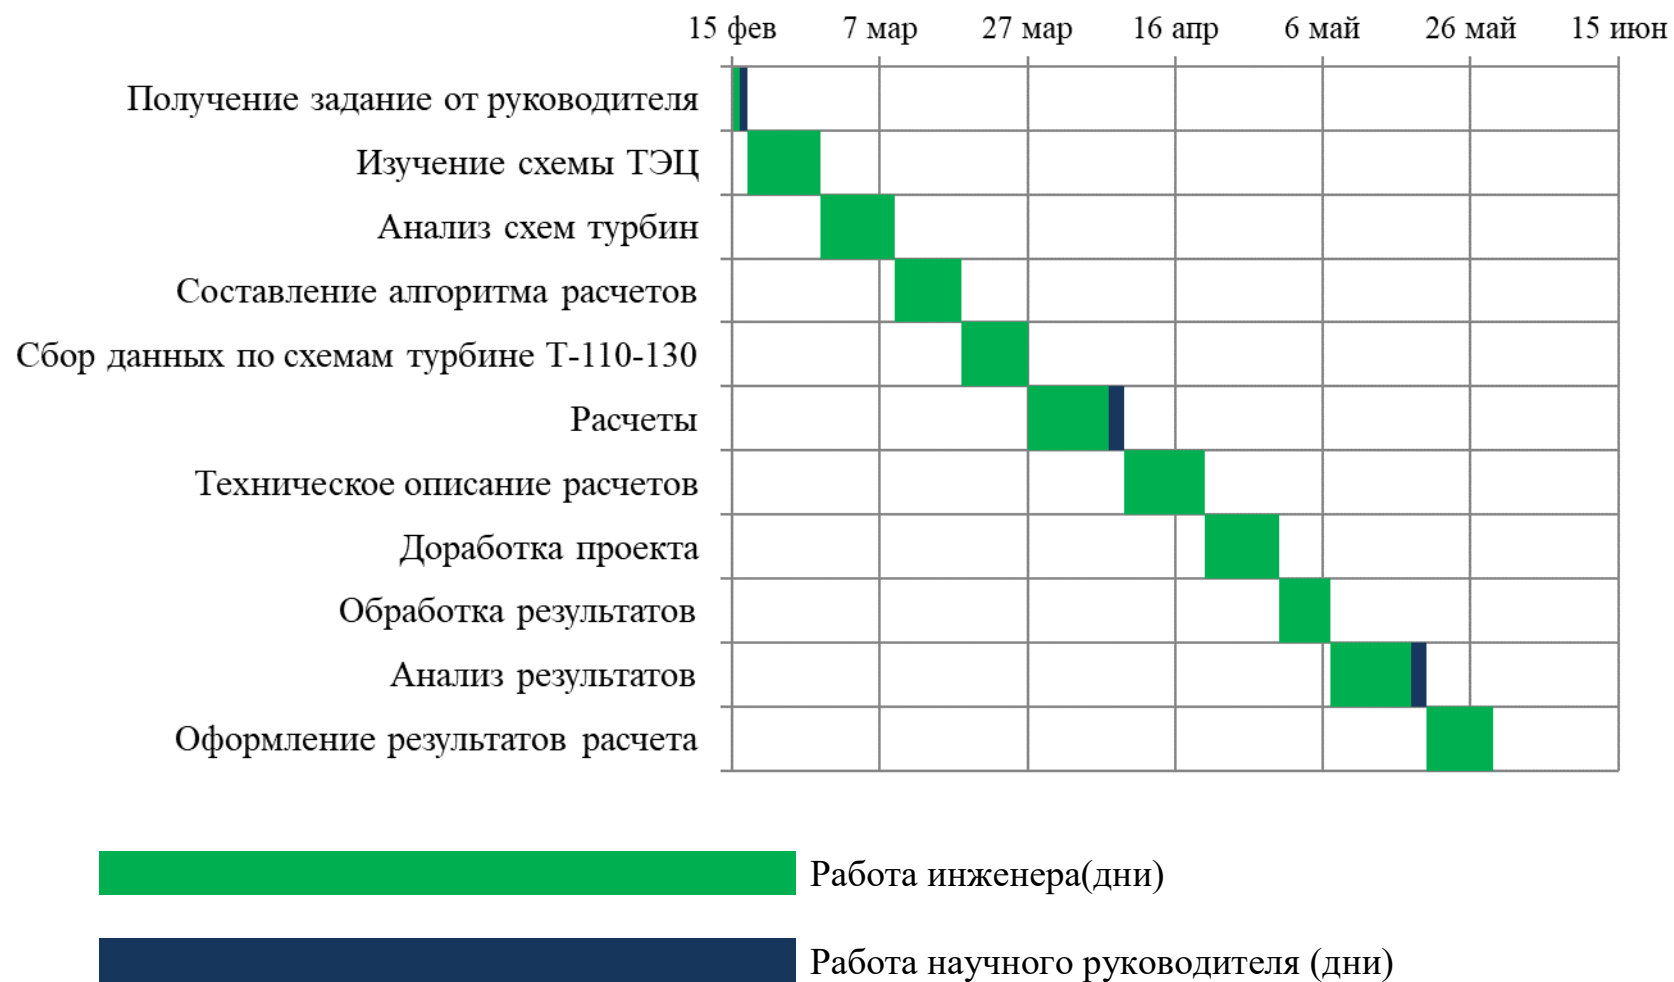 15 фев 7 мар 27 мар 16 апр 6 май 26 май 15 июн
Получение задание от руководителя
Изучение схемы ТЭЦ
Анализ схем турбин
Составление алгоритма расчетов
Сбор данных по схемам турбине Т-110-130
Расчеты
Техническое описание расчетов
Доработка проекта
Обработка результатов
Анализ результатов
Оформление результатов расчета
Работа инженера(дни)
Работа научного руководителя (дни)